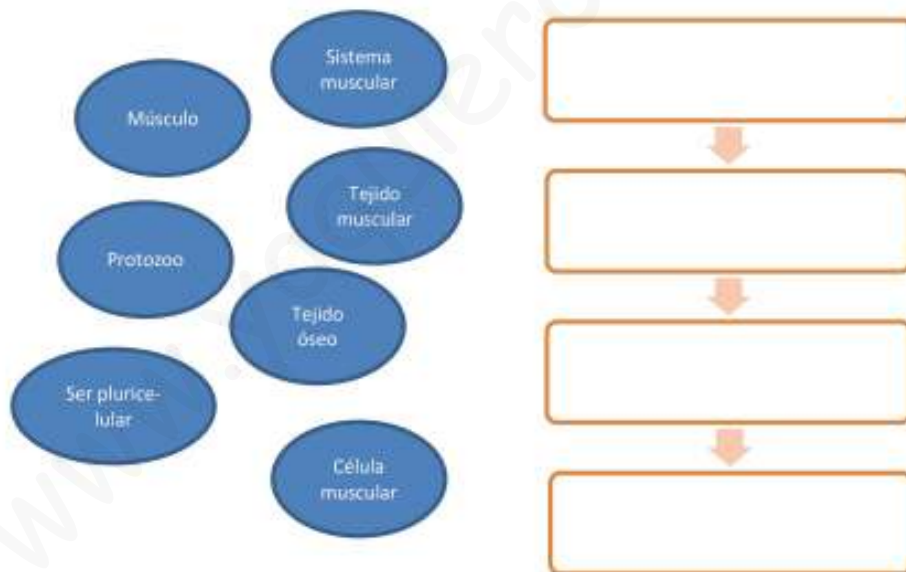 Sistema
muscular
Músculo
Tejido
muscular
Protozoo
Tejido
óseo
Ser plurice-
lular
Célula
muscular